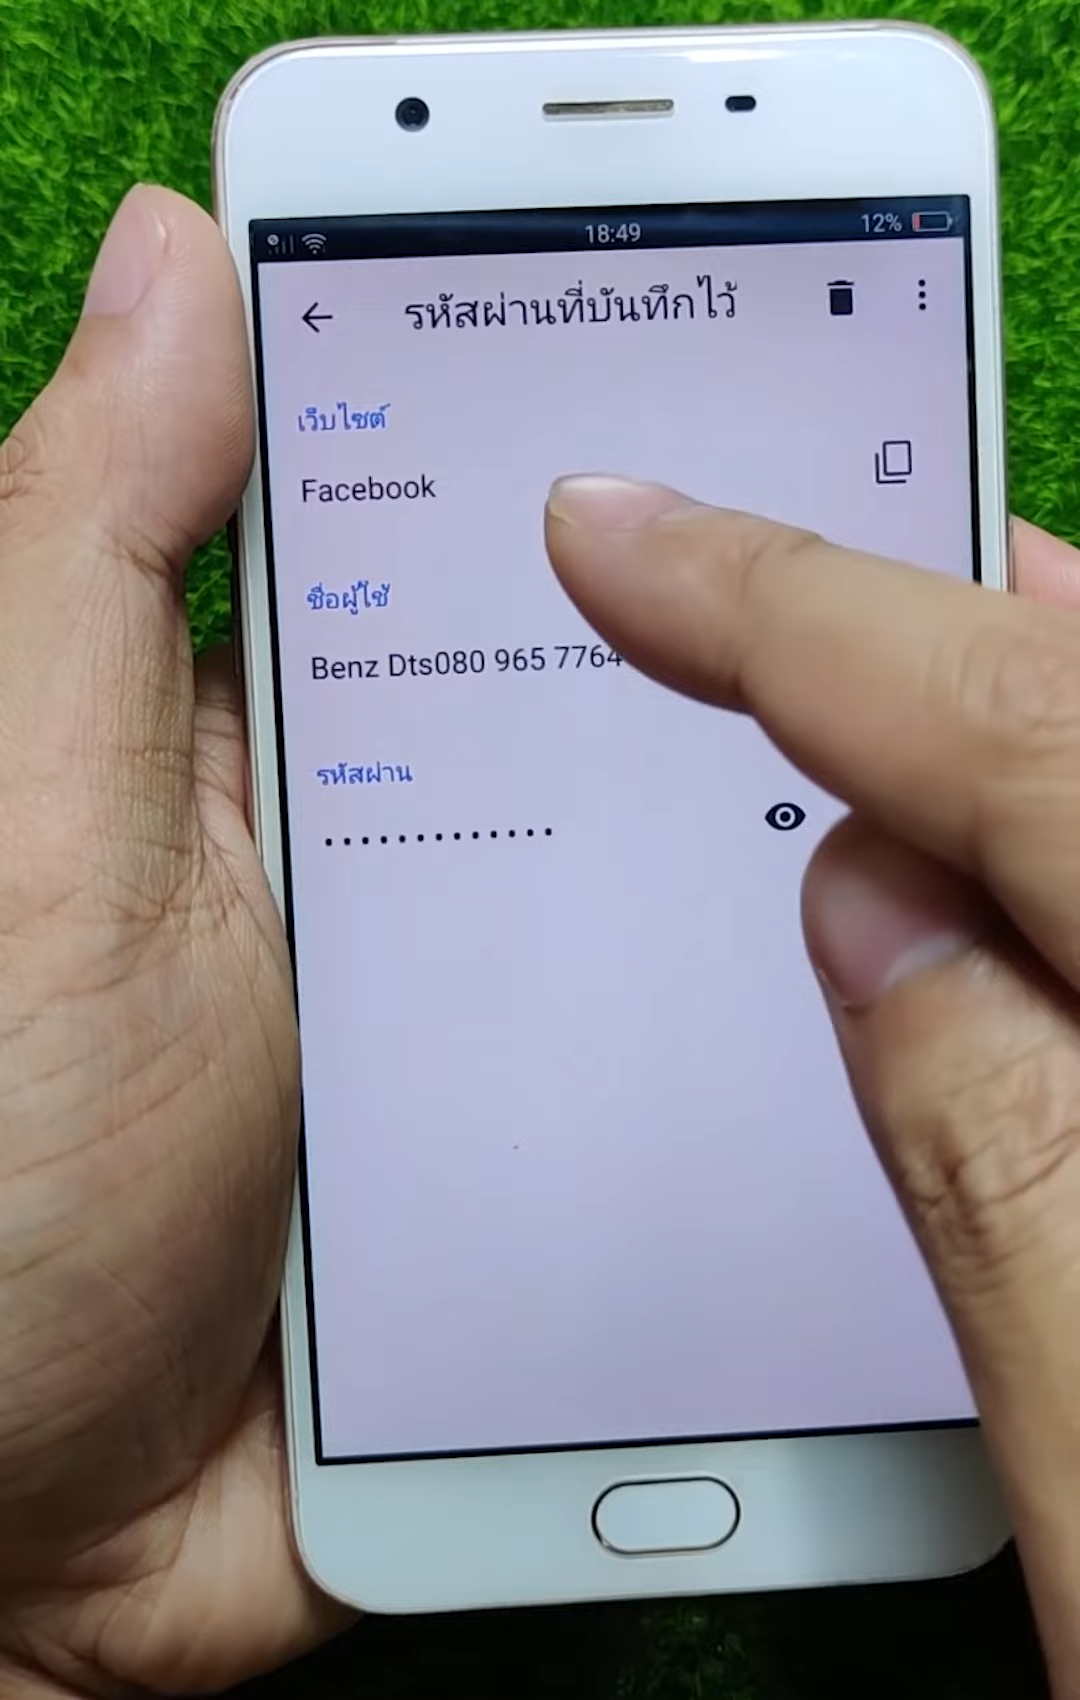 18:49
12%
รหัสผ่านที่บันทึกไว้
เว็บไซต์
Facebook
ชื่อผู้ใช้
Benz Dts080 965 7764
รหัสผ่าน
•••••••••••••